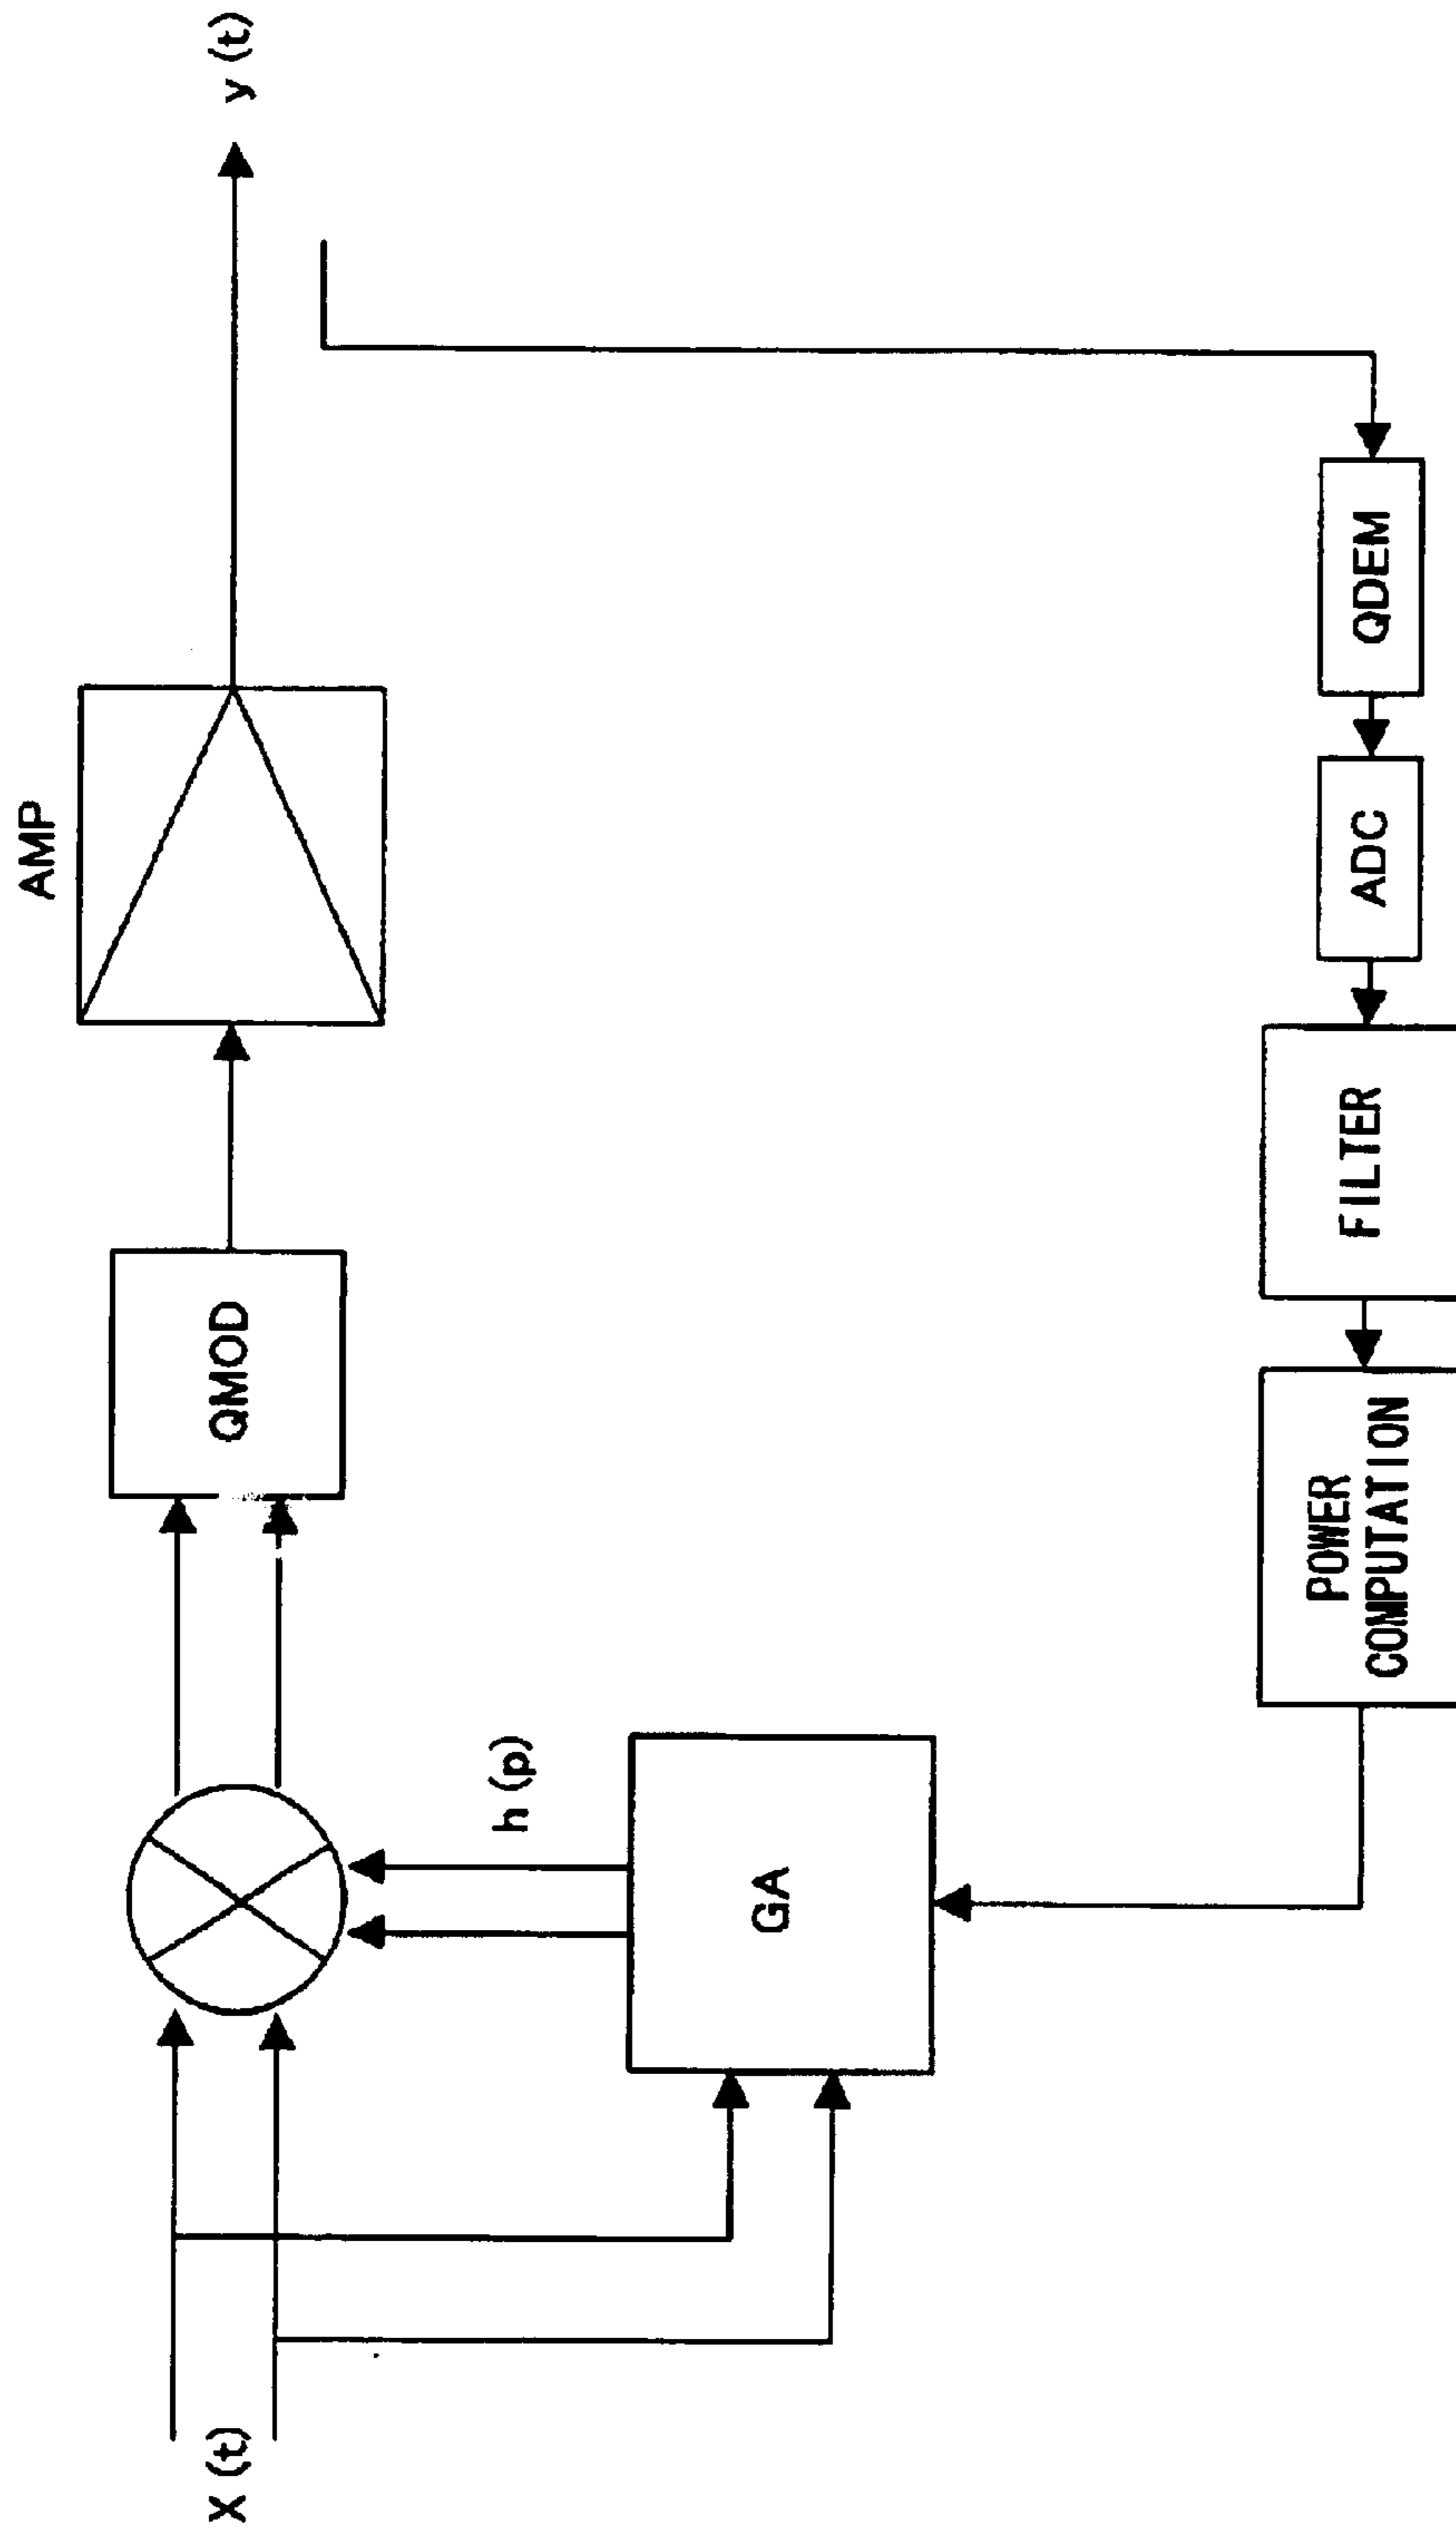 AMP
X (t)
QMOD
y (t)
h (p)
GA
POWER
COMPUTATION
FILTER
ADC
QDEM